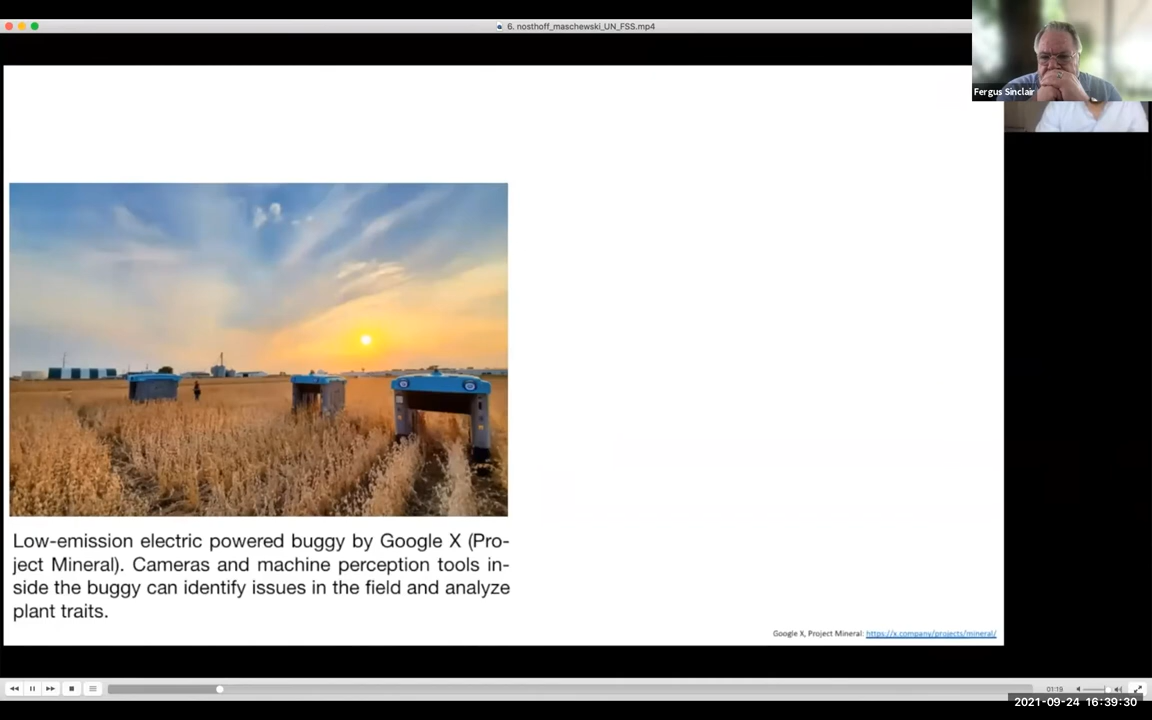 6. nosthoff_maschewski_UN_FSS.mp4
Fergus Sinclair
Low-emission electric powered buggy by Google X (Pro-
ject Mineral). Cameras and machine perception tools in-
side the buggy can identify issues in the field and analyze
plant traits.
Google X, Project Mineral: https://x.company/projects/mineral/
01:19
2021-09-24 16:39:30